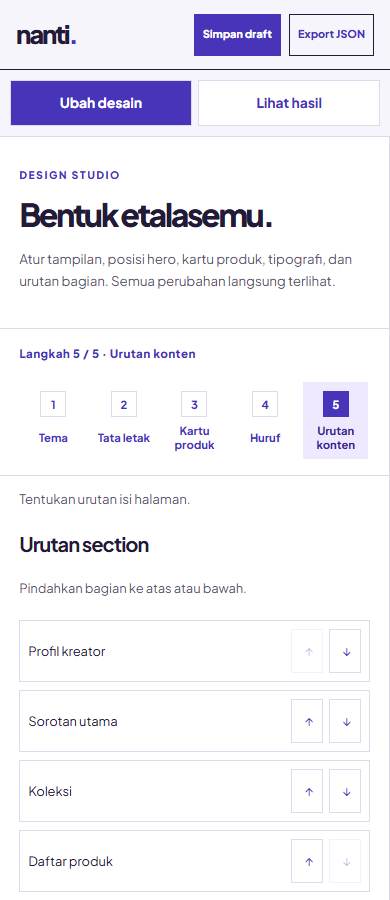 nanti.
Simpan draft
Export JSON
Ubah desain
Lihat hasil
DESIGN STUDIO
Bentuk etalasemu.
Atur tampilan, posisi hero, kartu produk, tipografi, dan
urutan bagian. Semua perubahan langsung terlihat.
Langkah 5 / 5 · Urutan konten
1
Tema
2
Tata letak
3
Kartu
produk
4
Huruf
5
Urutan
konten
Tentukan urutan isi halaman.
Urutan section
Pindahkan bagian ke atas atau bawah.
Profil kreator
↑ ↓
Sorotan utama
↑ ↓
Koleksi
↑ ↓
Daftar produk
↑ ↓